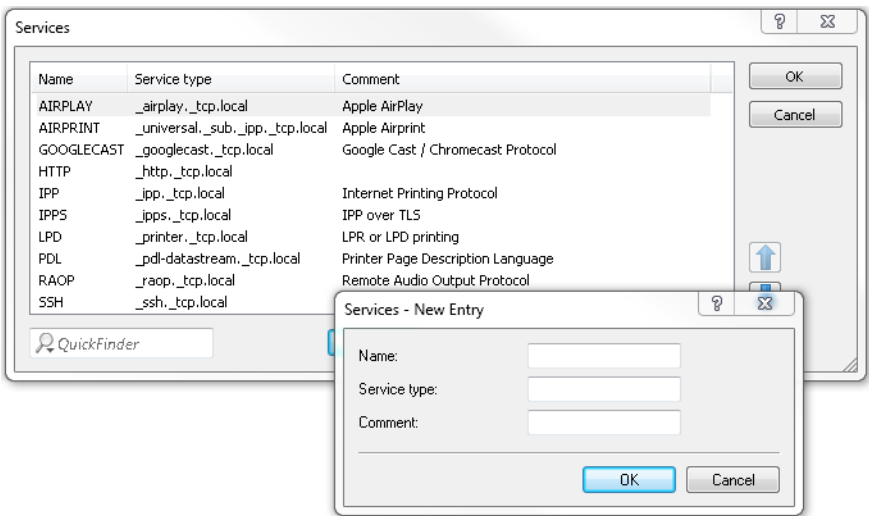 Services
Name Service type Comment
AIRPLAY _airplay._tcp.local Apple AirPlay
AIRPRINT _universal._sub._ipp._tcp.local Apple Airprint
GOOGLECAST _googlecast._tcp.local Google Cast / Chromecast Protocol
HTTP _http._tcp.local
IPP _ipp._tcp.local Internet Printing Protocol
IPPS _ipps._tcp.local IPP over TLS
LPD _printer._tcp.local LPR or LPD printing
PDL _pdl-datastream._tcp.local Printer Page Description Language
RAOP _raop._tcp.local Remote Audio Output Protocol
SSH _ssh._tcp.local
OK
Cancel
QuickFinder
Services - New Entry
Name:
Service type:
Comment:
OK Cancel